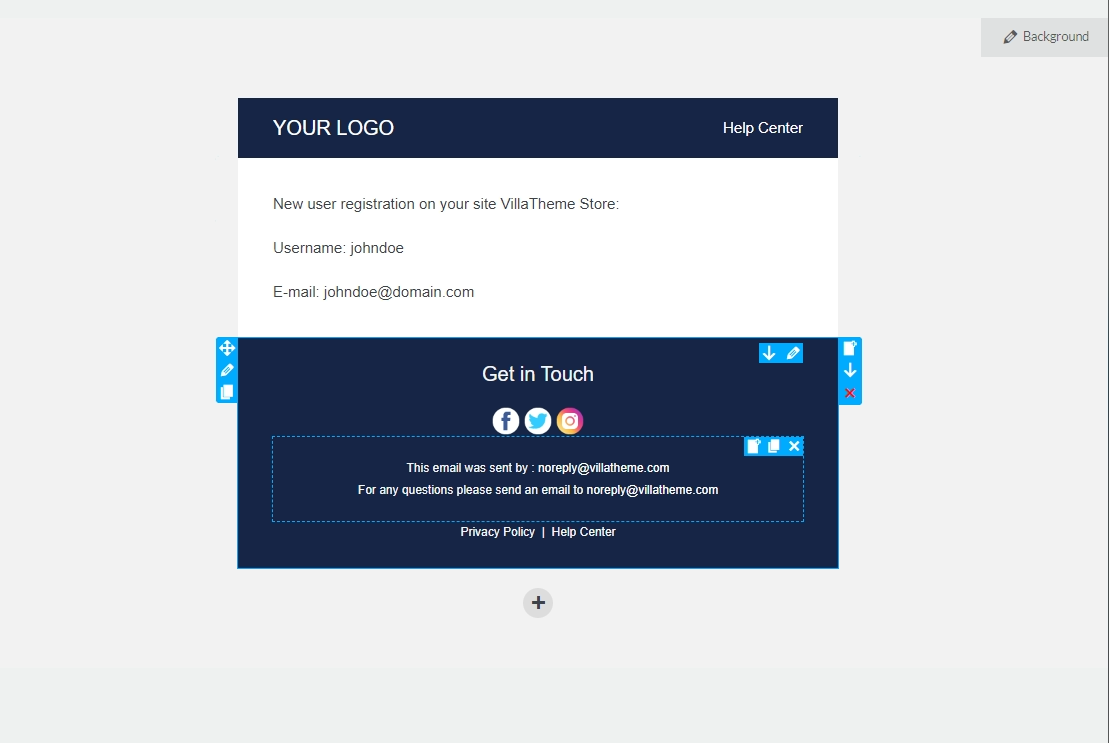 Background
YOUR LOGO
Help Center
New user registration on your site VillaTheme Store:
Username: johndoe
E-mail: johndoe@domain.com
Get in Touch
This email was sent by : noreply@villatheme.com
For any questions please send an email to noreply@villatheme.com
Privacy Policy | Help Center